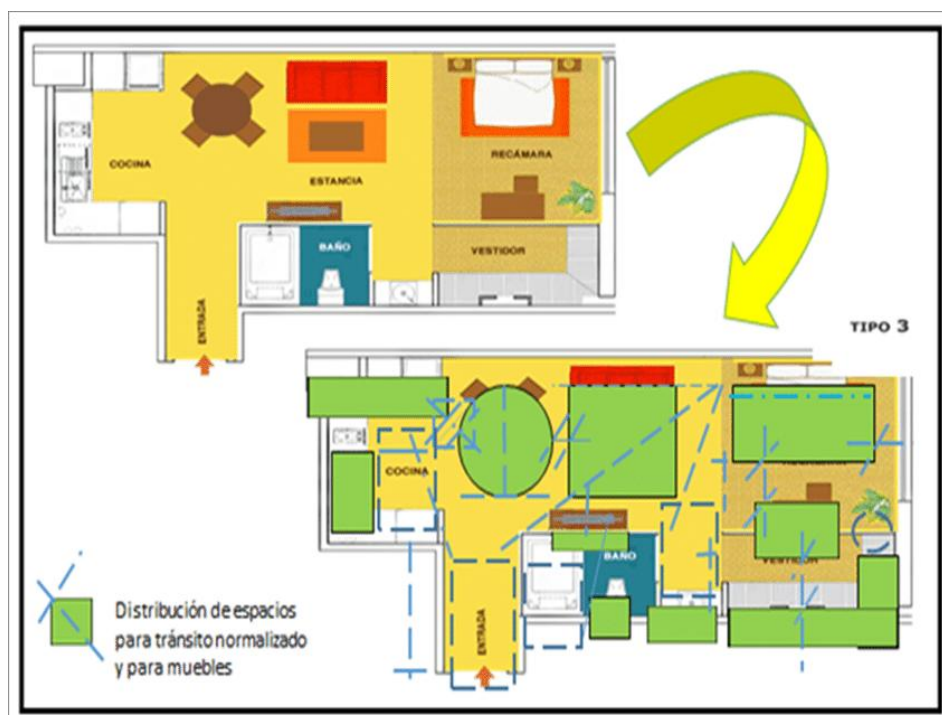 COCINA
ESTANCIA
RECÁMARA
BAÑO
VESTIDOR
ENTRADA
TIPO 3
COCINA
BAÑO
VESTIDOR
ENTRADA
Distribución de espacios
para tránsito normalizado
y para muebles